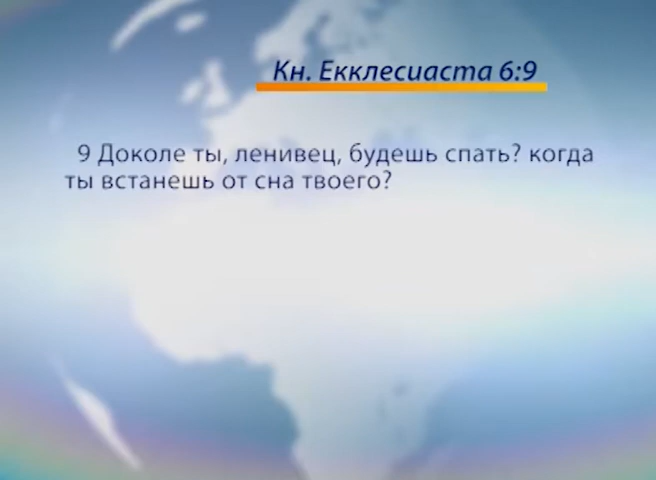 Кн. Екклесиаста 6:9
9 Доколе ты, ленивец, будешь спать? когда
ты встанешь от сна твоего?